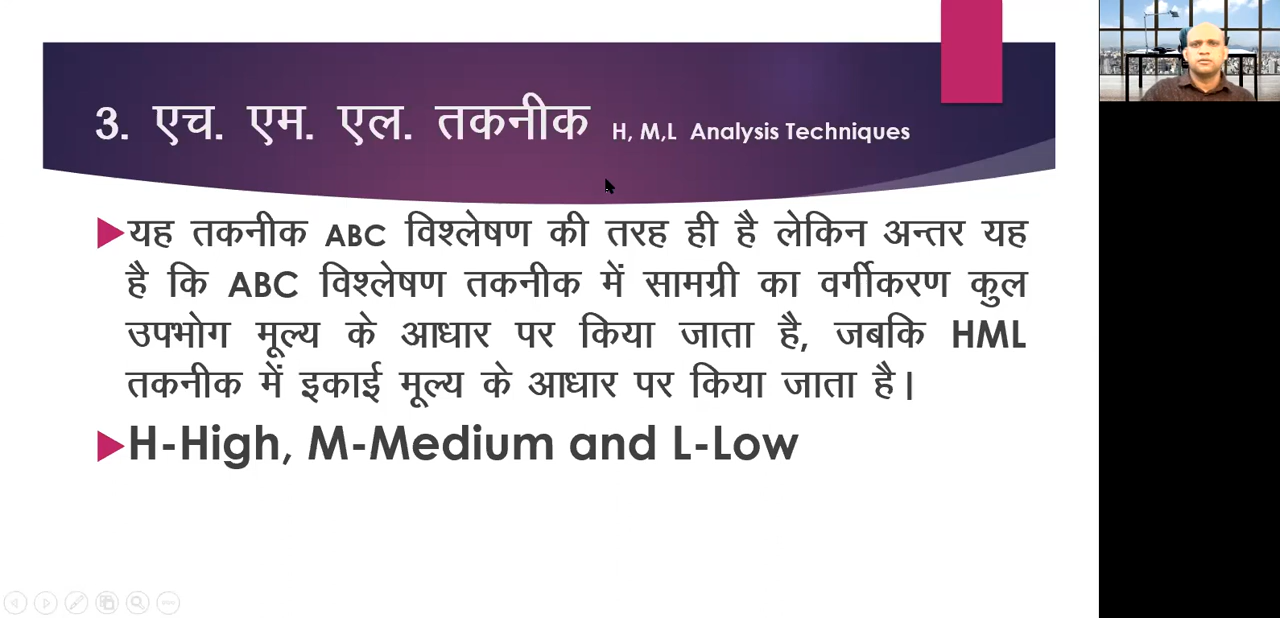 3. एच. एम. एल. तकनीक H, M,L Analysis Techniques
यह तकनीक ABC विश्लेषण की तरह ही है लेकिन अन्तर यह
है कि ABC विश्लेषण तकनीक में सामग्री का वर्गीकरण कुल
उपभोग मूल्य के आधार पर किया जाता है, जबकि HML
तकनीक में इकाई मूल्य के आधार पर किया जाता है।
H-High, M-Medium and L-Low